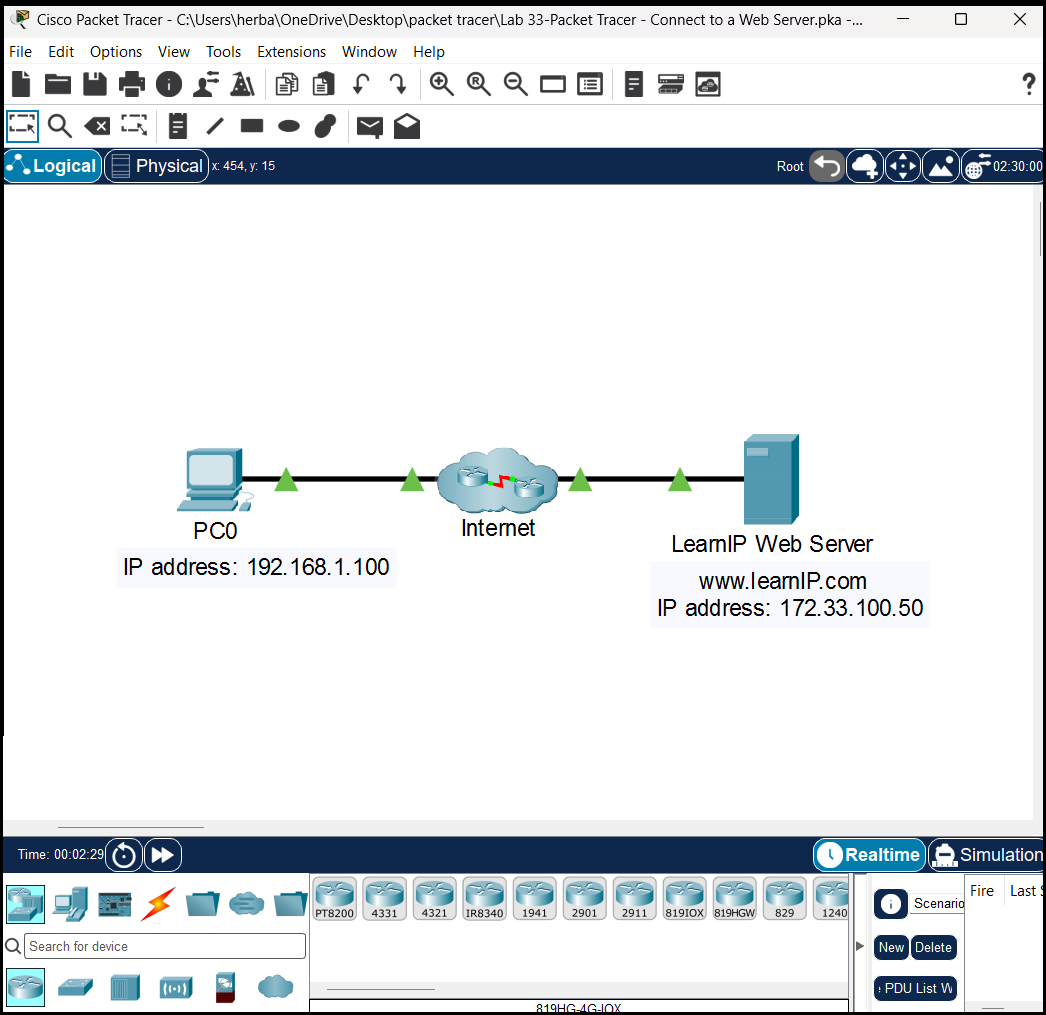 Cisco Packet Tracer - C:\Users\herba\OneDrive\Desktop\packet tracer\Lab 33-Packet Tracer - Connect to a Web Server.pka -...
File Edit Options View Tools Extensions Window Help
?
Logical Physical x: 454, y: 15 Root 02:30:00
PC0
IP address: 192.168.1.100
Internet
LearnIP Web Server
www.learnIP.com
IP address: 172.33.100.50
Time: 00:02:29 Realtime Simulation
PT8200 4331 4321 IR8340 1941 2901 2911 819IOX 819HGW 829 1240
Search for device
819HG-4G-IOX
Scenario
New Delete
PDU List W
Fire Last S